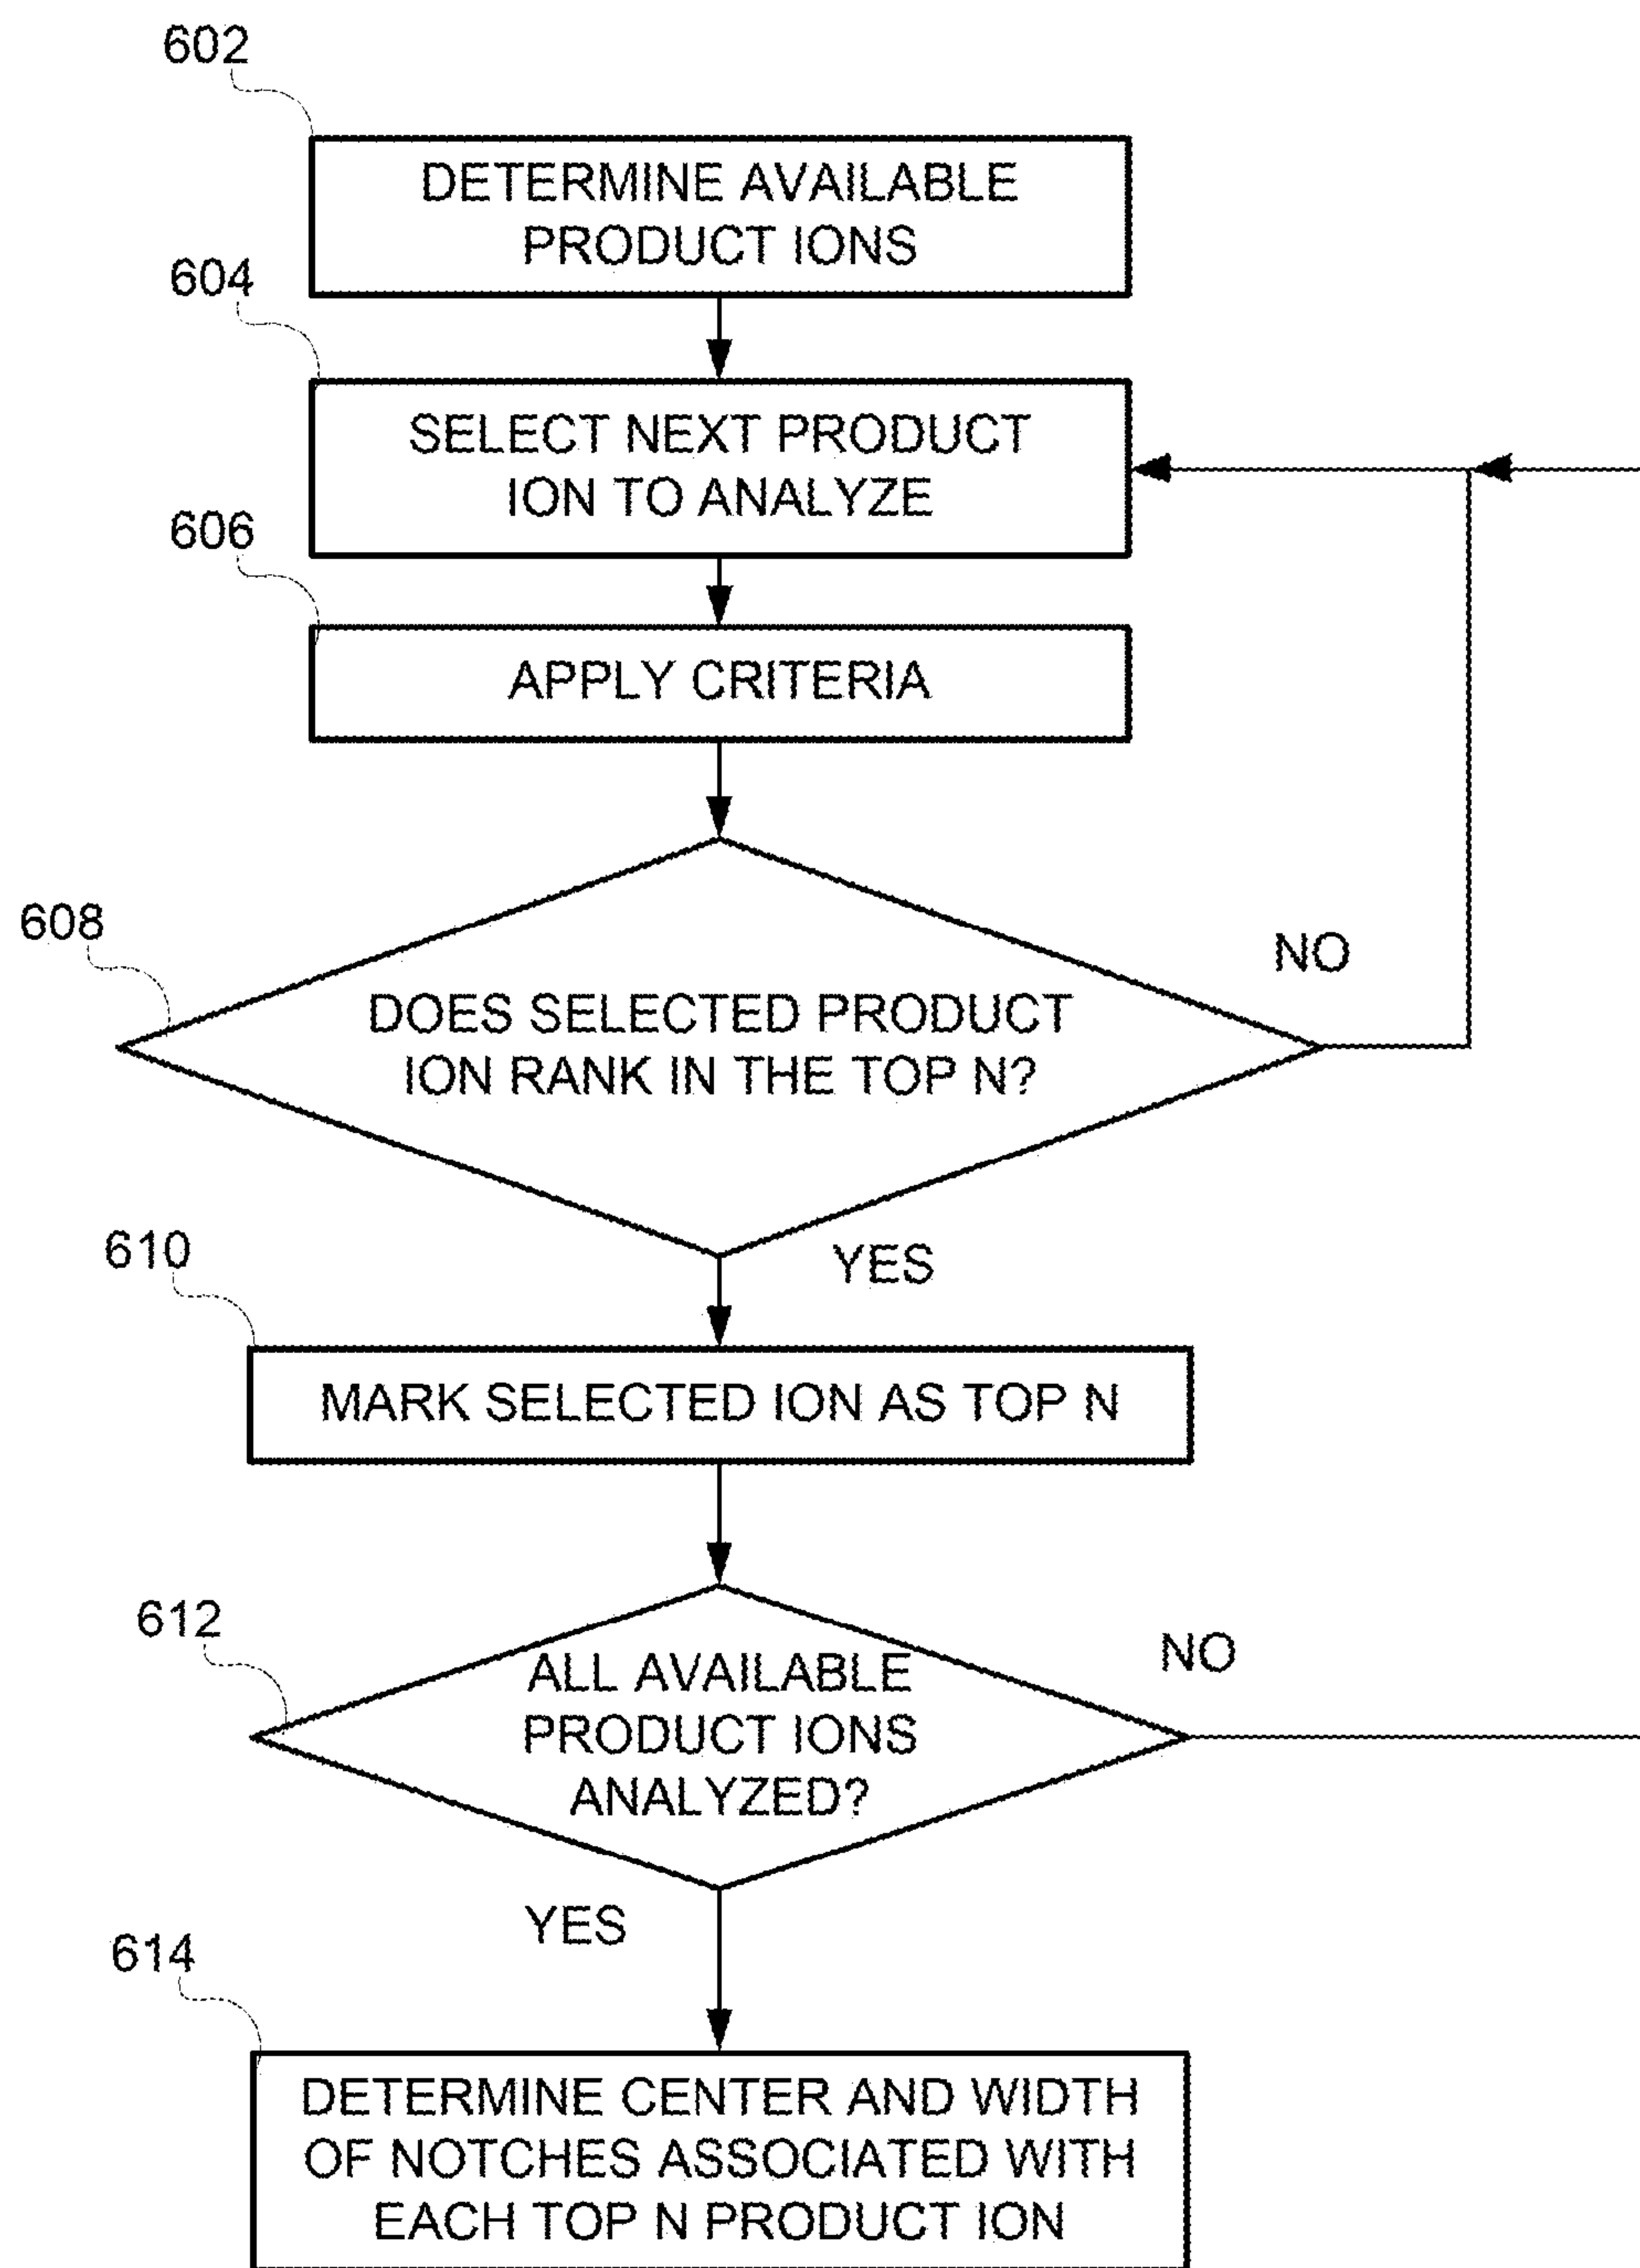 602
DETERMINE AVAILABLE
PRODUCT IONS
604
SELECT NEXT PRODUCT
ION TO ANALYZE
606
APPLY CRITERIA
608
NO
DOES SELECTED PRODUCT
ION RANK IN THE TOP N?
610
YES
MARK SELECTED ION AS TOP N
612
NO
ALL AVAILABLE
PRODUCT IONS
ANALYZED?
YES
614
DETERMINE CENTER AND WIDTH
OF NOTCHES ASSOCIATED WITH
EACH TOP N PRODUCT ION